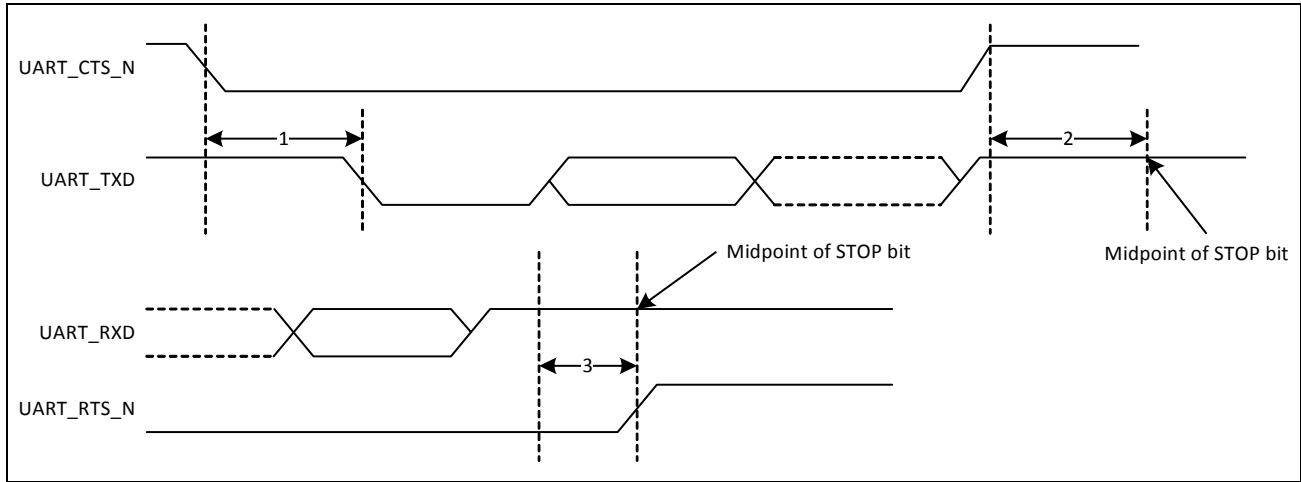 UART_CTS_N
1
2
UART_TXD
Midpoint of STOP bit
Midpoint of STOP bit
UART_RXD
3
UART_RTS_N